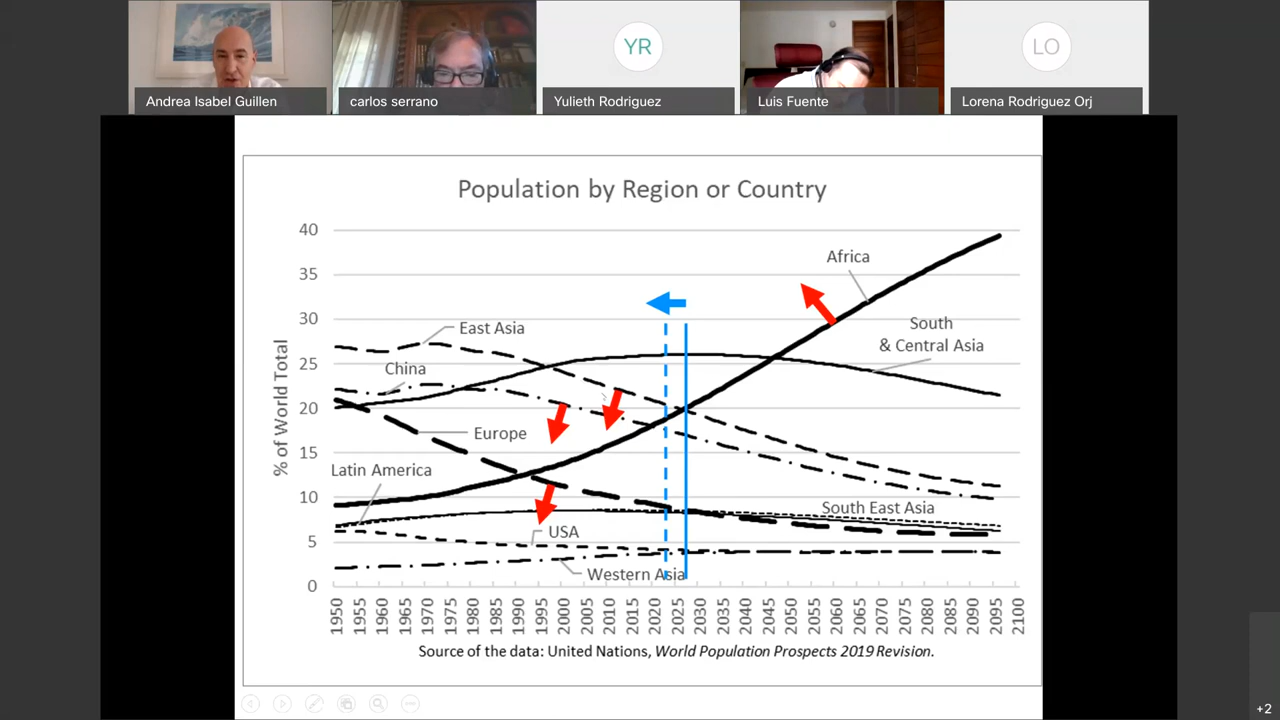 YR
LO
Andrea Isabel Guillen
carlos serrano
Yulieth Rodriguez
Luis Fuente
Lorena Rodriguez Orj
Population by Region or Country
% of World Total
40
35
30
25
20
15
10
5
0
Africa
South
& Central Asia
East Asia
China
Europe
Latin America
South East Asia
USA
Western Asia
1950
1955
1960
1965
1970
1975
1980
1985
1990
1995
2000
2005
2010
2015
2020
2025
2030
2035
2040
2045
2050
2055
2060
2065
2070
2075
2080
2085
2090
2095
2100
Source of the data: United Nations, World Population Prospects 2019 Revision.
+2